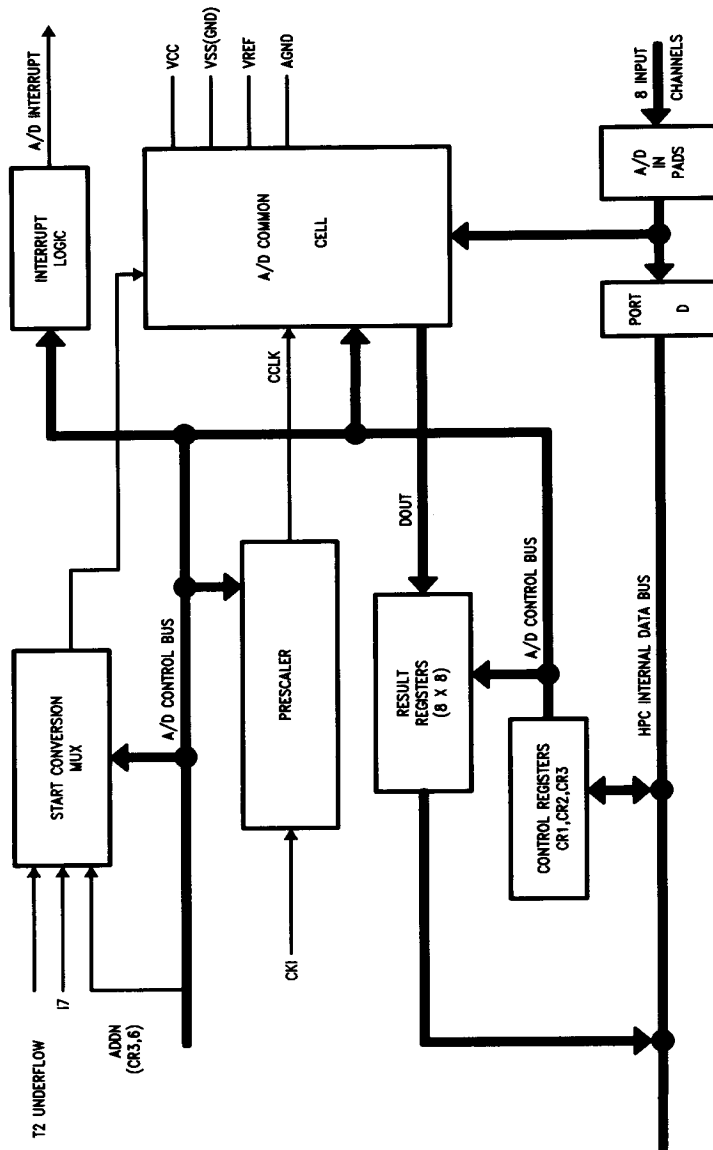 T2 UNDERFLOW
I7
ADDN
(CR3,6)
START CONVERSION
MUX
A/D CONTROL BUS
INTERRUPT
LOGIC
A/D INTERRUPT
CKI
PRESCALER
CCLK
A/D COMMON
CELL
VCC
VSS(GND)
VREF
AGND
RESULT
REGISTERS
(8 X 8)
DOUT
CONTROL REGISTERS
CR1,CR2,CR3
A/D CONTROL BUS
HPC INTERNAL DATA BUS
PORT
D
A/D
IN
PADS
8 INPUT
CHANNELS